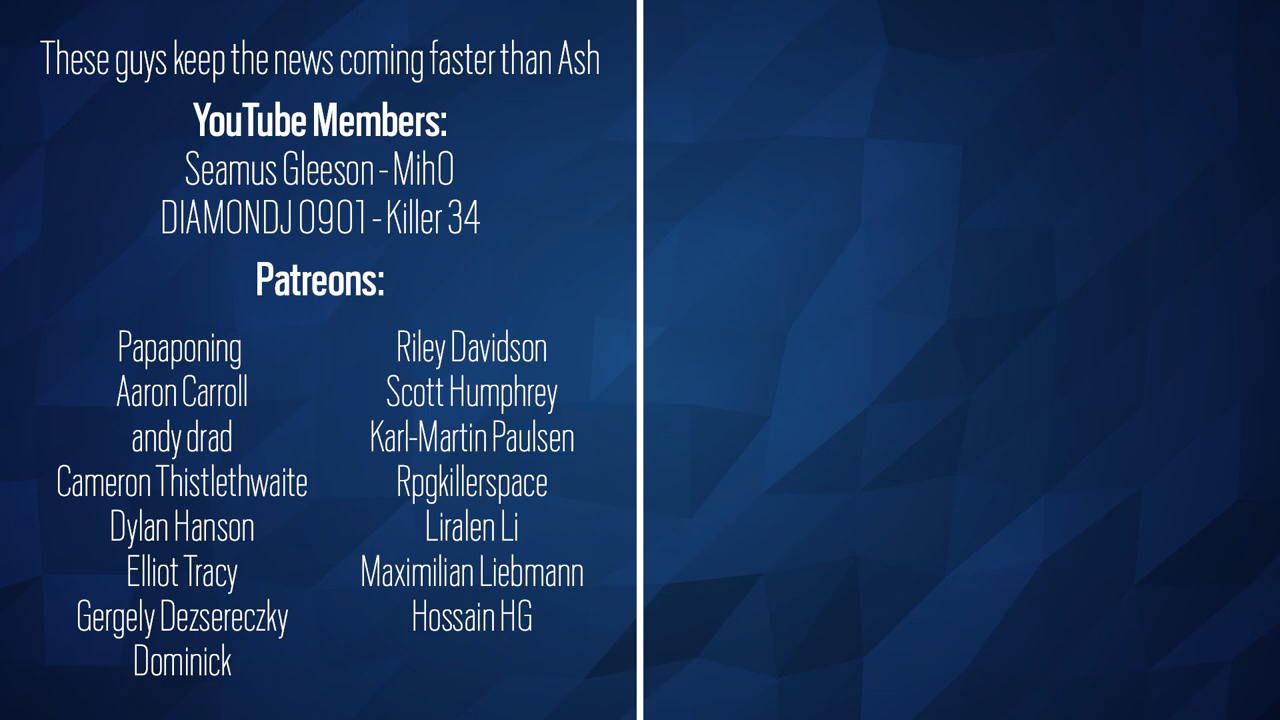 These guys keep the news coming faster than Ash
YouTube Members:
Seamus Gleeson - MihO
DIAMONDJ 0901 - Killer 34
Patreons:
Papaponing
Aaron Carroll
andy drad
Cameron Thistlethwaite
Dylan Hanson
Elliot Tracy
Gergely Dezsereczky
Dominick
Riley Davidson
Scott Humphrey
Karl-Martin Paulsen
Rpgkillerspace
Liralen Li
Maximilian Liebmann
Hossain HG